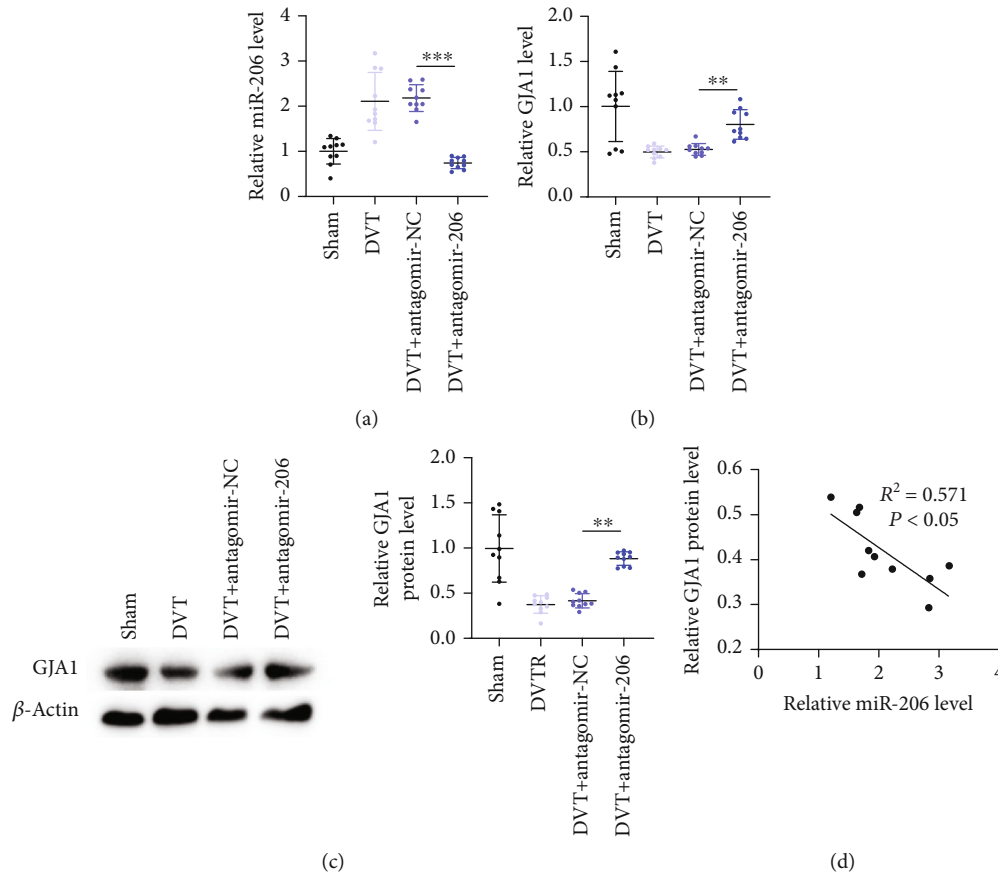 Relative miR-206 level
4
3
2
1
0
***
Sham
DVT
DVT+antagomir-NC
DVT+antagomir-206
(a)
Relative GJA1 level
2.0
1.5
1.0
0.5
0.0
**
Sham
DVT
DVT+antagomir-NC
DVT+antagomir-206
(b)
Sham
DVT
DVT+antagomir-NC
DVT+antagomir-206
GJA1
β-Actin
Relative GJA1
protein level
2.0
1.5
1.0
0.5
0.0
**
Sham
DVTR
DVT+antagomir-NC
DVT+antagomir-206
(c)
Relative GJA1 protein level
0.6
0.5
0.4
0.3
0.2
R² = 0.571
P < 0.05
0 1 2 3 4
Relative miR-206 level
(d)